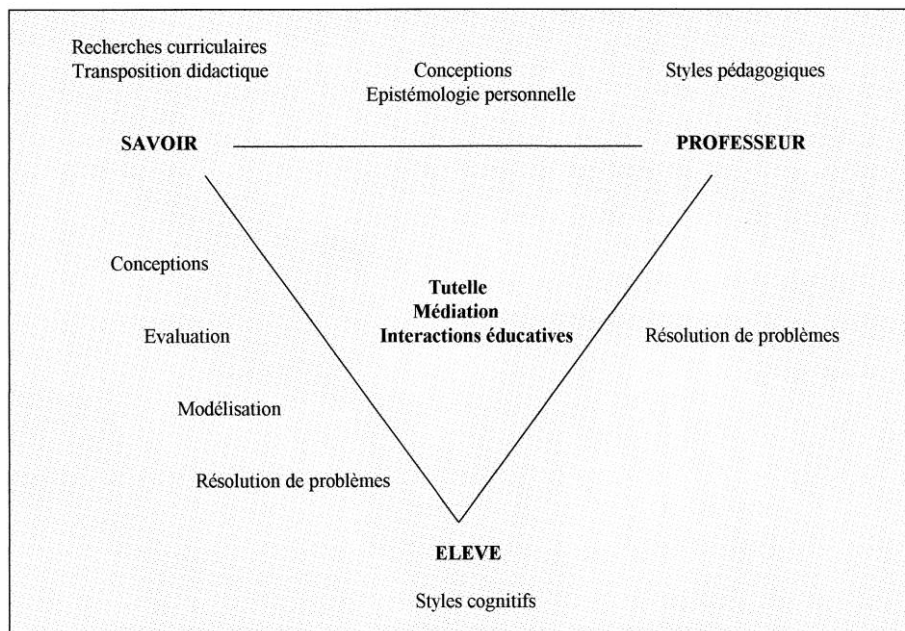 Recherches curriculaires
Transposition didactique
Conceptions
Epistémologie personnelle
Styles pédagogiques
SAVOIR
PROFESSEUR
Conceptions
Tutelle
Médiation
Interactions éducatives
Evaluation
Résolution de problèmes
Modélisation
Résolution de problèmes
ELEVE
Styles cognitifs